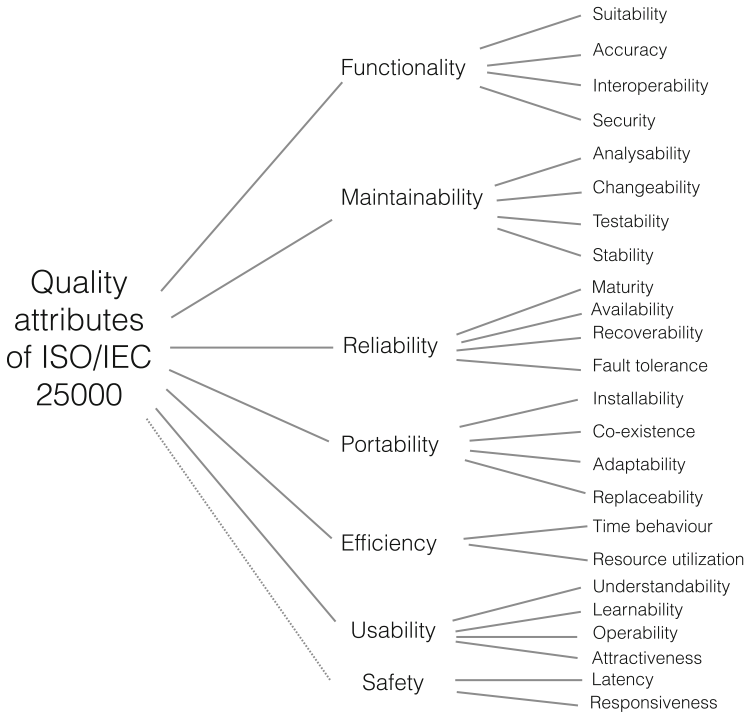 Quality
attributes
of ISO/IEC
25000
Functionality
Suitability
Accuracy
Interoperability
Security
Maintainability
Analysability
Changeability
Testability
Stability
Reliability
Maturity
Availability
Recoverability
Fault tolerance
Portability
Installability
Co-existence
Adaptability
Replaceability
Efficiency
Time behaviour
Resource utilization
Usability
Understandability
Learnability
Operability
Attractiveness
Safety
Latency
Responsiveness